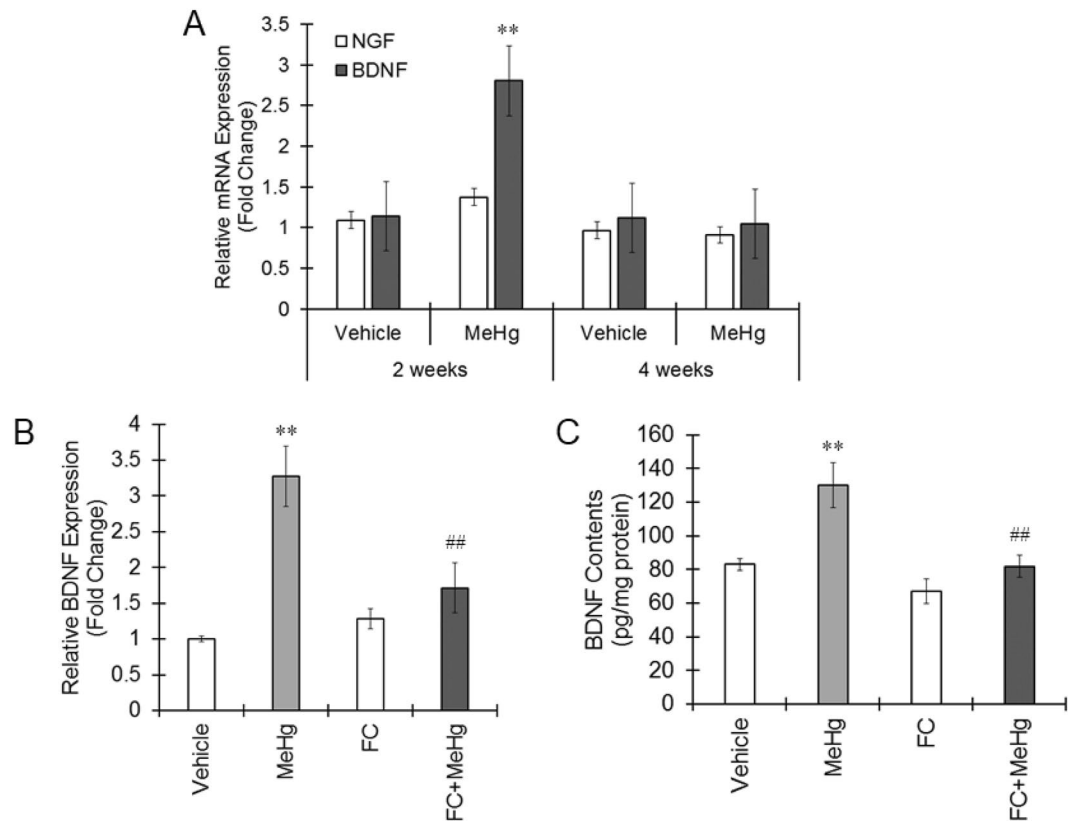 A
Relative mRNA Expression
(Fold Change)
3.5
3
2.5
2
1.5
1
0.5
0
NGF
BDNF
**
Vehicle
MeHg
Vehicle
MeHg
2 weeks
4 weeks
B
Relative BDNF Expression
(Fold Change)
4
3.5
3
2.5
2
1.5
1
0.5
0
**
##
Vehicle
MeHg
FC
FC+MeHg
C
BDNF Contents
(pg/mg protein)
160
140
120
100
80
60
40
20
0
**
##
Vehicle
MeHg
FC
FC+MeHg